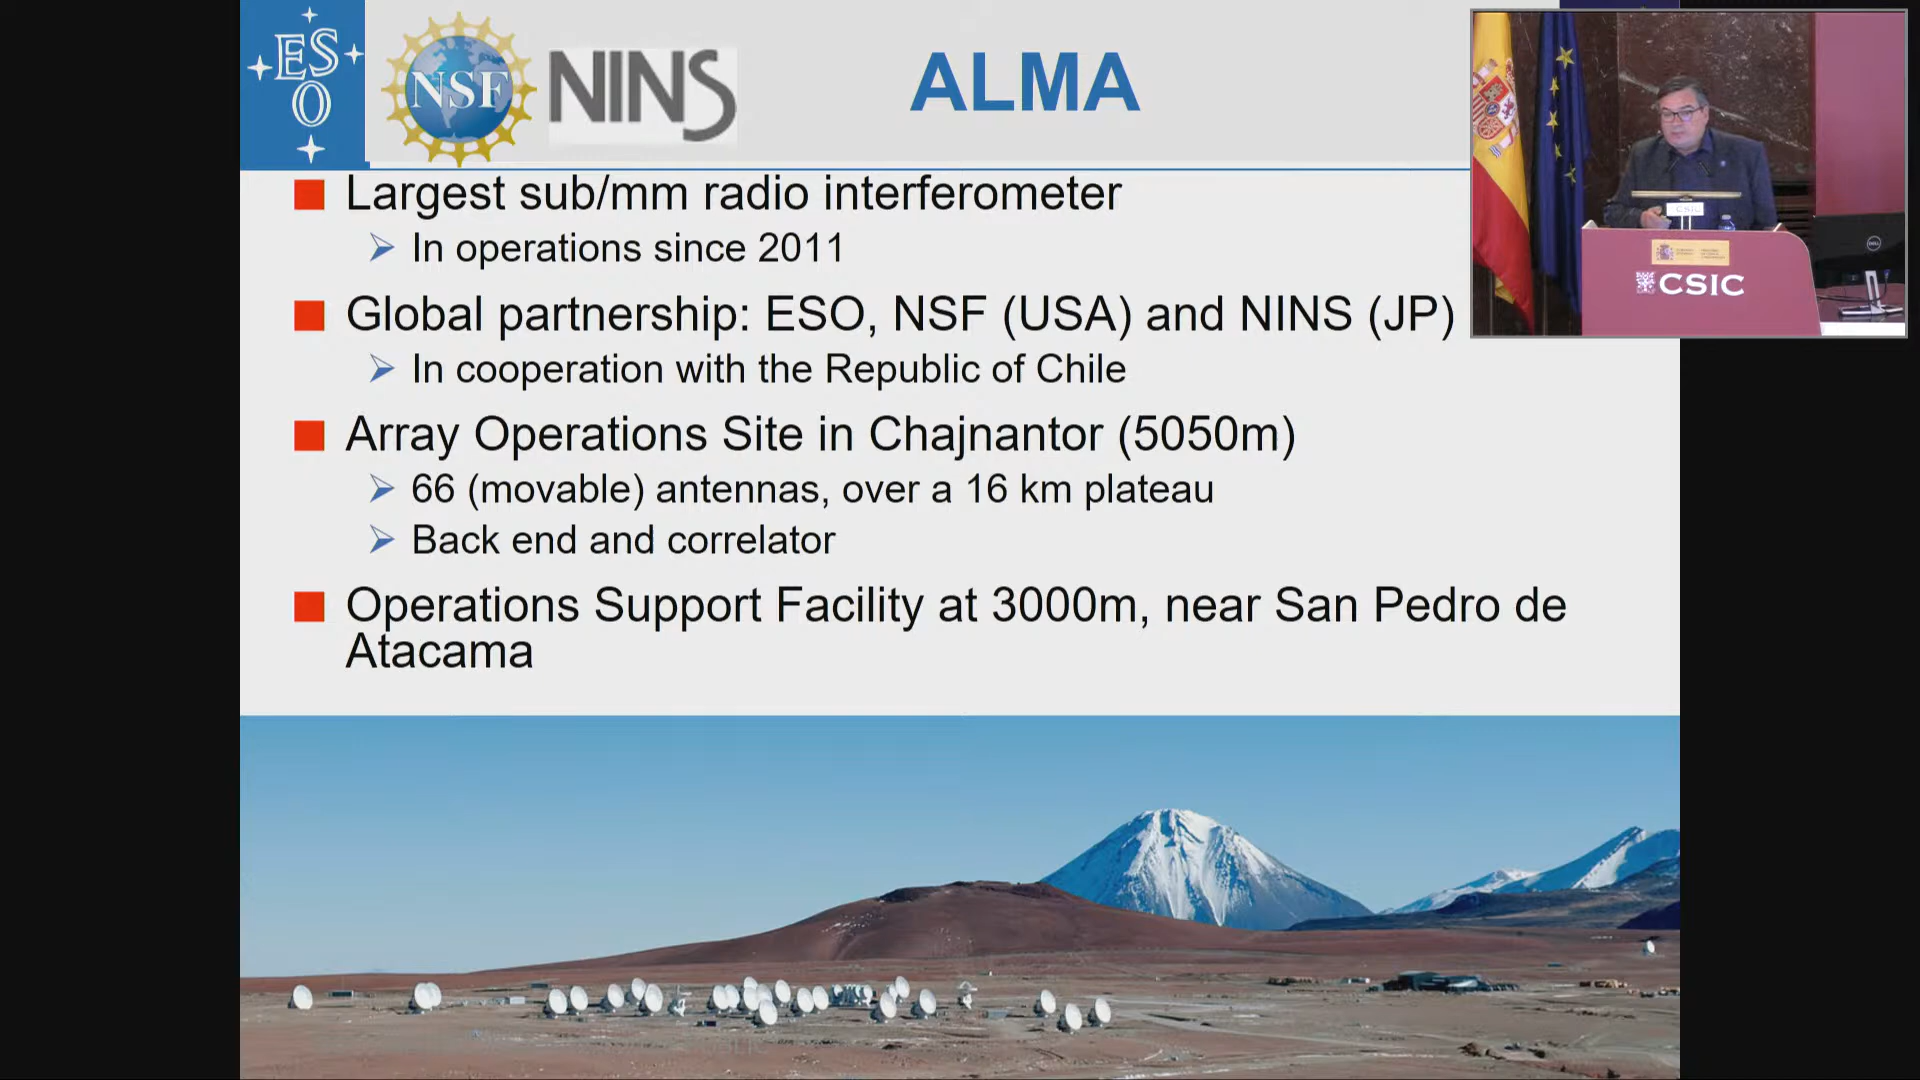 ESO
NSF
NINS
ALMA
Largest sub/mm radio interferometer
In operations since 2011
Global partnership: ESO, NSF (USA) and NINS (JP)
In cooperation with the Republic of Chile
Array Operations Site in Chajnantor (5050m)
66 (movable) antennas, over a 16 km plateau
Back end and correlator
Operations Support Facility at 3000m, near San Pedro de
Atacama
CSIC
CSIC
DELL